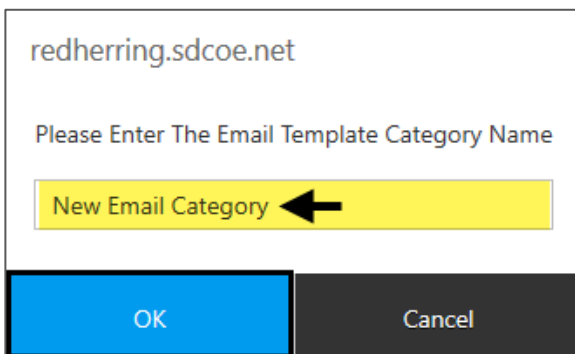 redherring.sdcoe.net
Please Enter The Email Template Category Name
New Email Category
OK
Cancel